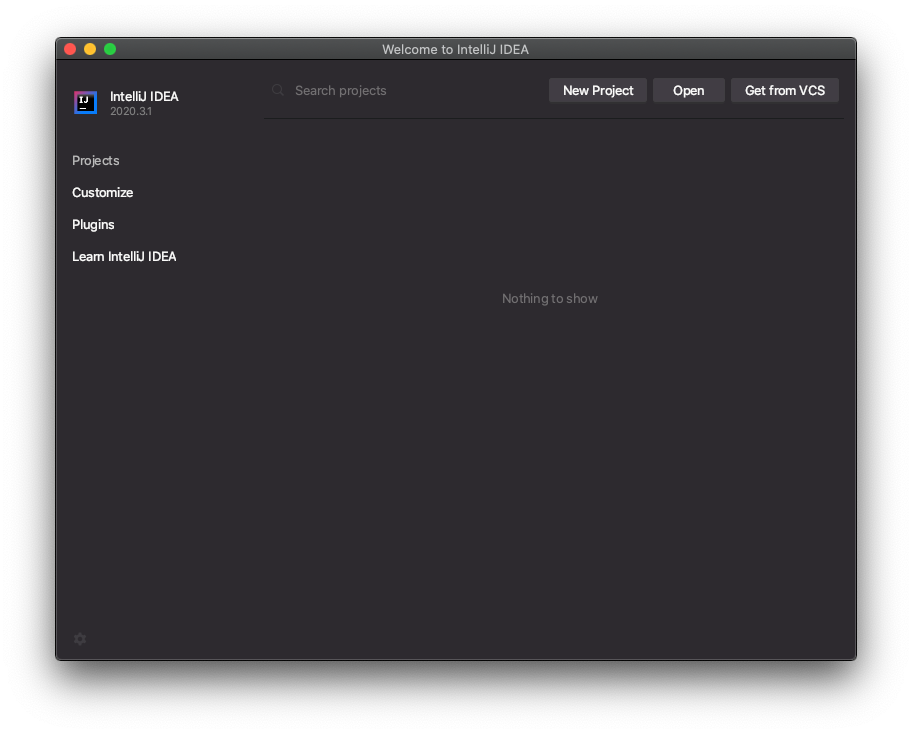 Welcome to IntelliJ IDEA
IJ
IntelliJ IDEA
2020.3.1
Search projects
New Project
Open
Get from VCS
Projects
Customize
Plugins
Learn IntelliJ IDEA
Nothing to show